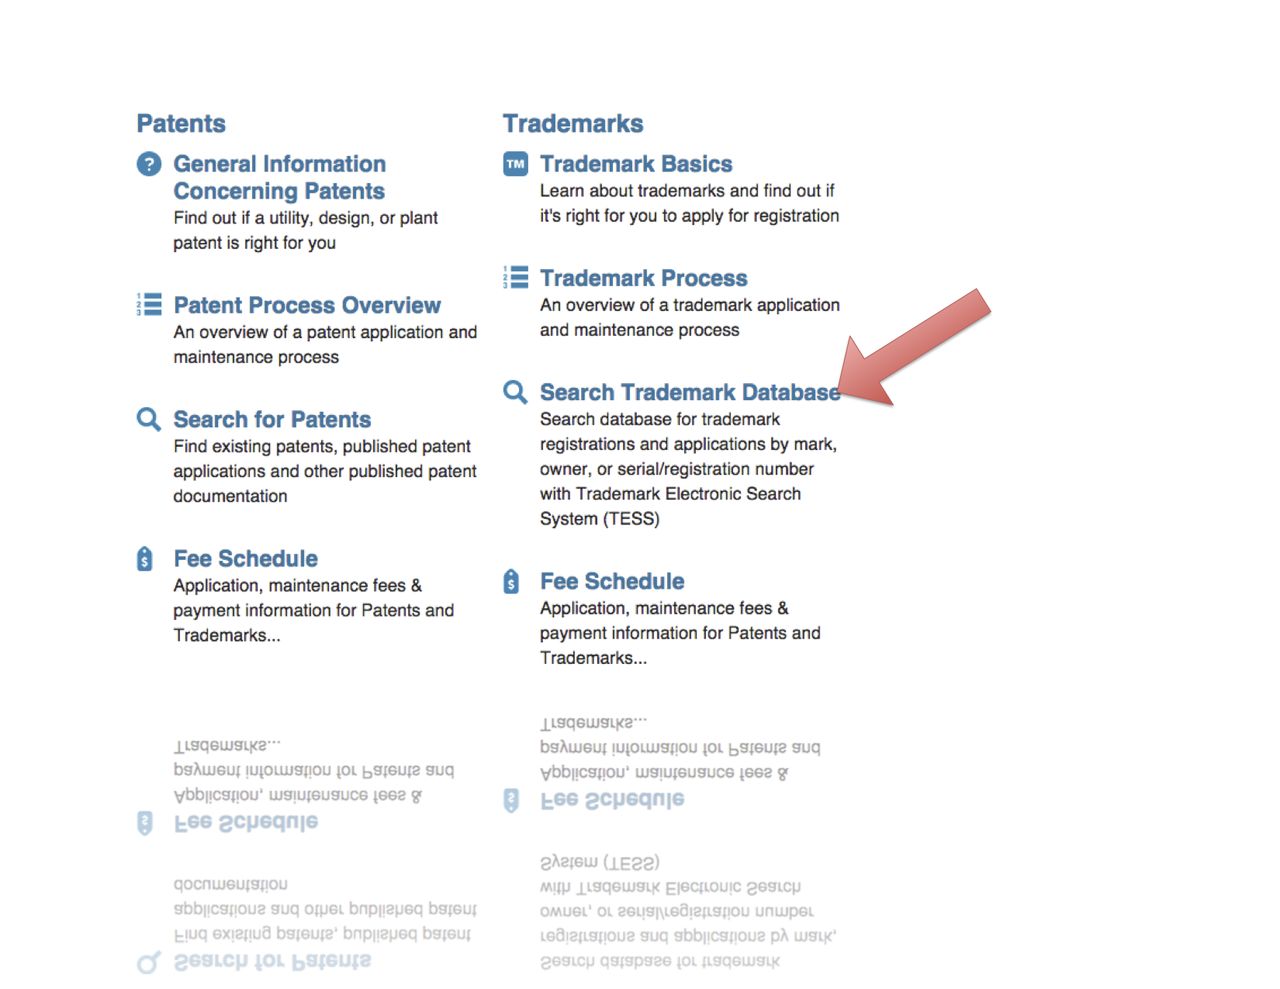 Patents
General Information
Concerning Patents
Find out if a utility, design, or plant
patent is right for you
Patent Process Overview
An overview of a patent application and
maintenance process
Search for Patents
Find existing patents, published patent
applications and other published patent
documentation
Fee Schedule
Application, maintenance fees &
payment information for Patents and
Trademarks...
Trademarks
TM Trademark Basics
Learn about trademarks and find out if
it's right for you to apply for registration
Trademark Process
An overview of a trademark application
and maintenance process
Search Trademark Database
Search database for trademark
registrations and applications by mark,
owner, or serial/registration number
with Trademark Electronic Search
System (TESS)
Fee Schedule
Application, maintenance fees &
payment information for Patents and
Trademarks...